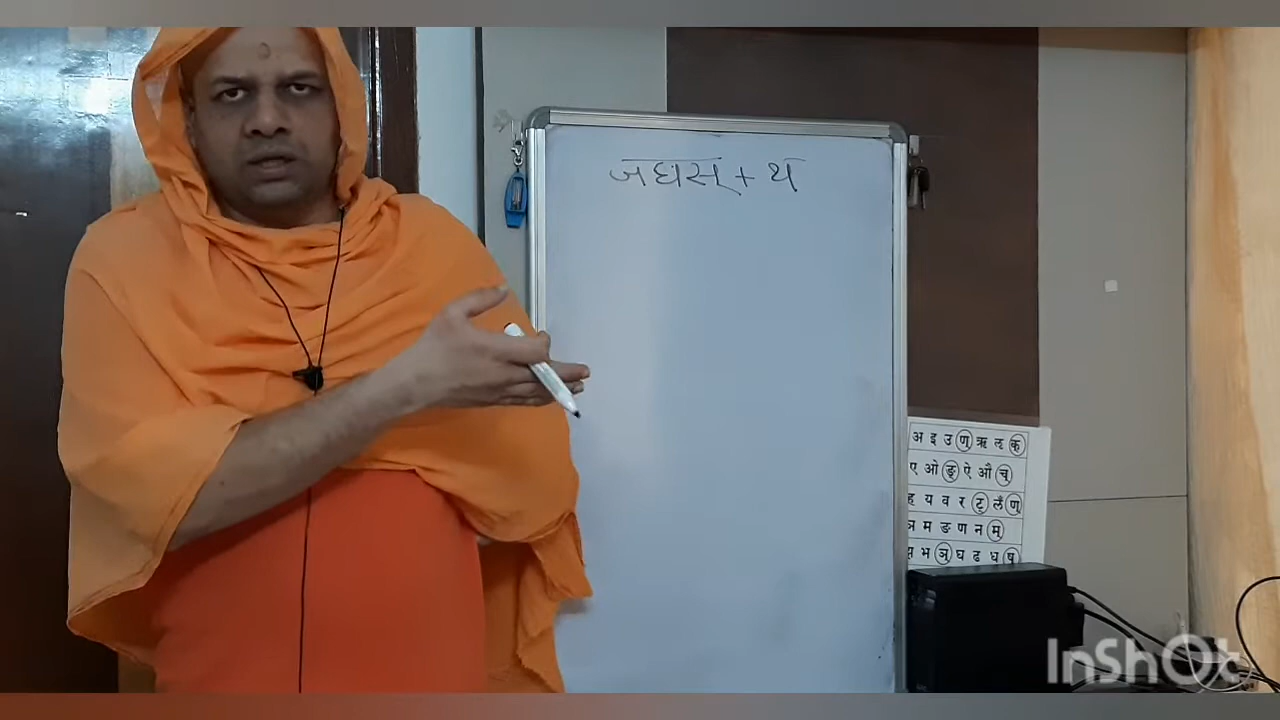 जघस् + थ
अ इ उ ण् ऋ ऌ क्
ए ओ ङ् ऐ औ च्
ह य व र ट् लँ ण्
ञ म ङ ण न म्
झ भ ञ् घ ढ ध ष्
InShOt